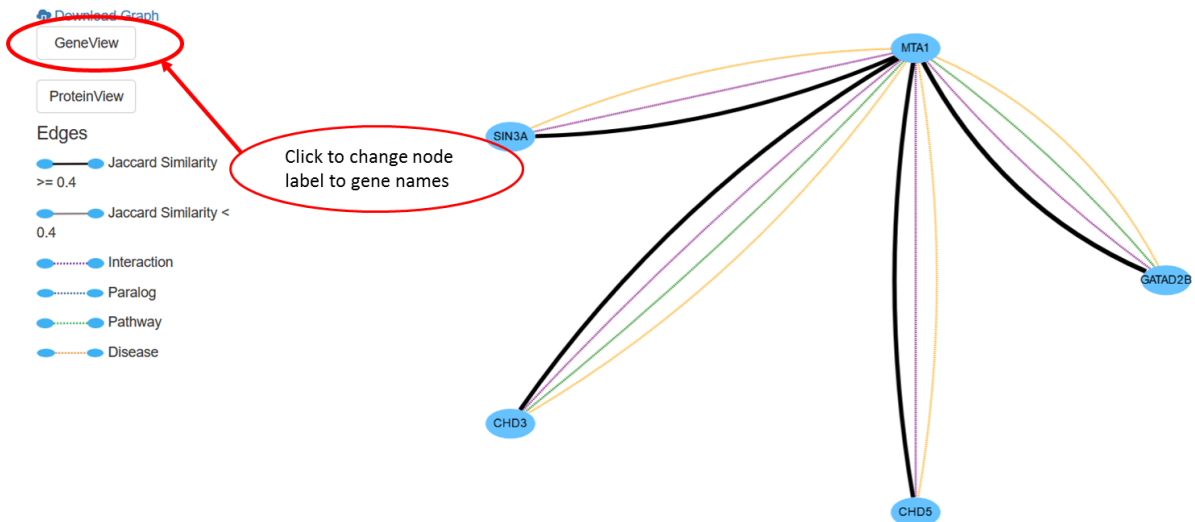 Download Graph
GeneView
ProteinView
Edges
Jaccard Similarity
>= 0.4
Jaccard Similarity <
0.4
Interaction
Paralog
Pathway
Disease
Click to change node
label to gene names
MTA1
SIN3A
GATAD2B
CHD3
CHD5